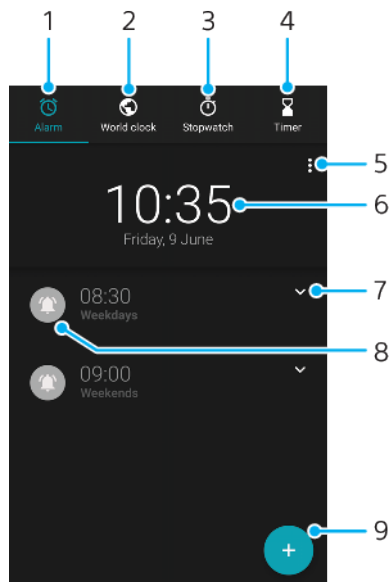 1 2 3 4
Alarm World clock Stopwatch Timer
5
10:35
6
Friday, 9 June
08:30
7
Weekdays
8
09:00
Weekends
9
+